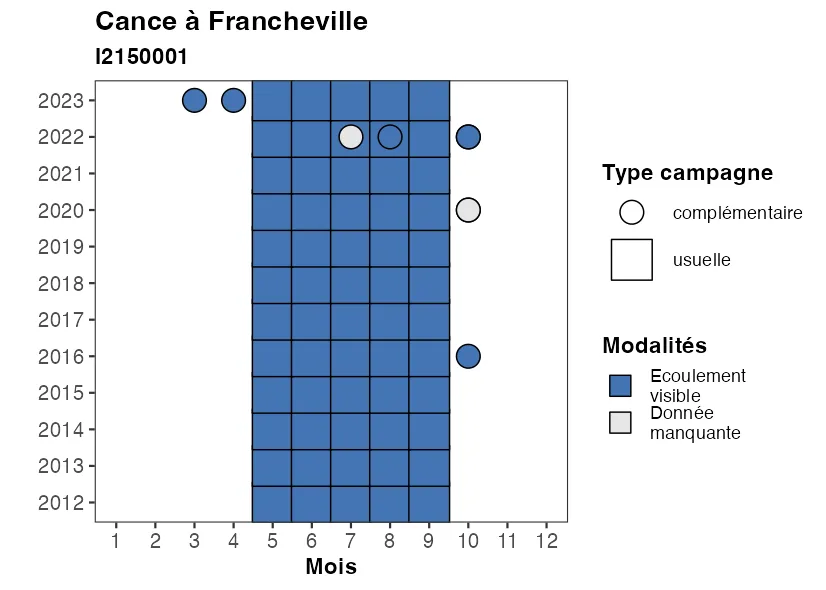 Cance à Francheville
I2150001
2023
2022
2021
2020
2019
2018
2017
2016
2015
2014
2013
2012
1 2 3 4 5 6 7 8 9 10 11 12
Mois
Type campagne
complémentaire
usuelle
Modalités
Ecoulement
visible
Donnée
manquante